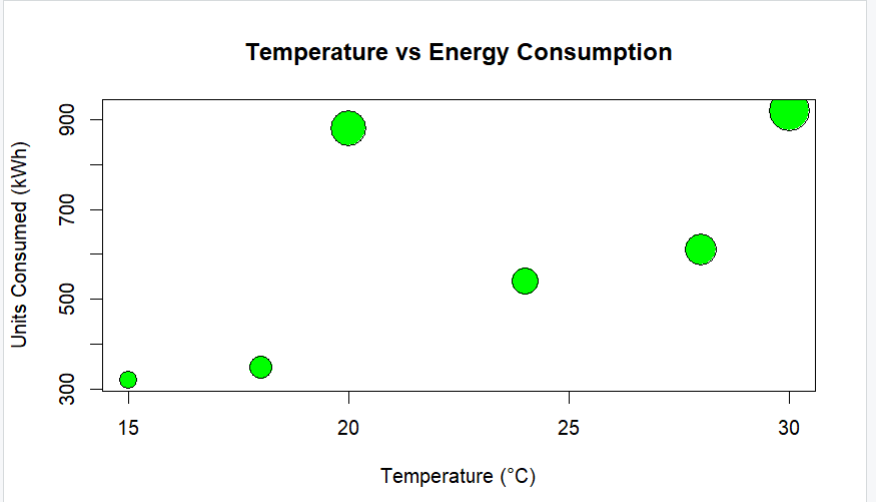 Temperature vs Energy Consumption
Units Consumed (kWh)
900
700
500
300
15 20 25 30
Temperature (°C)